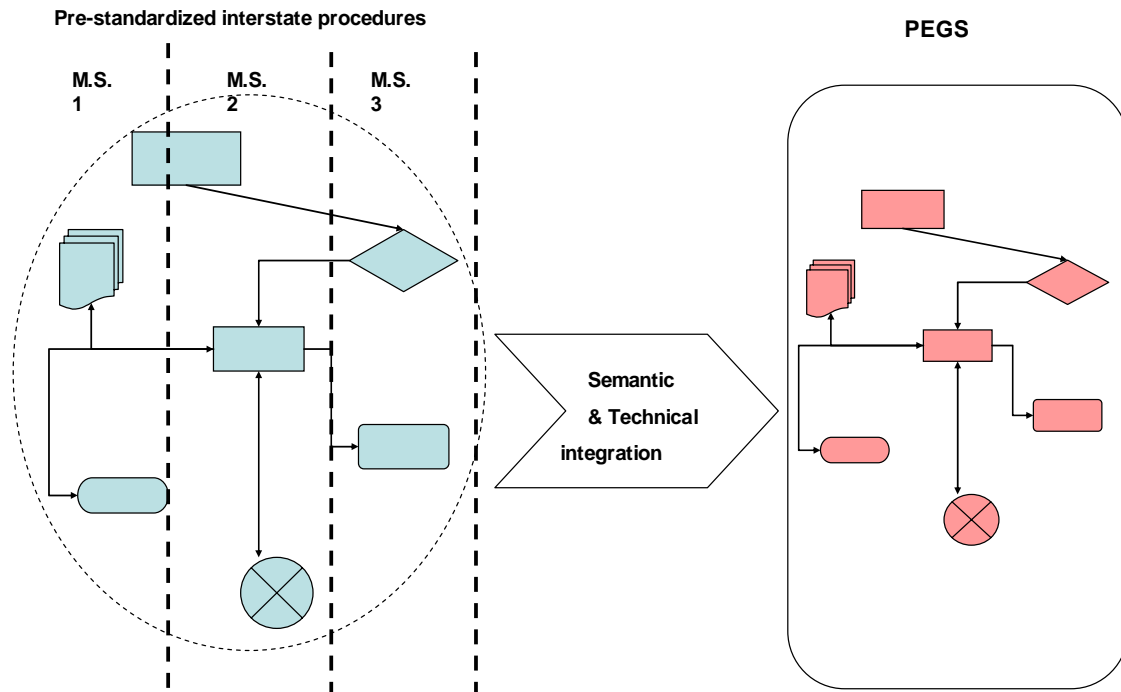 Pre-standardized interstate procedures
PEGS
M.S.
1
M.S.
2
M.S.
3
Semantic
& Technical
integration